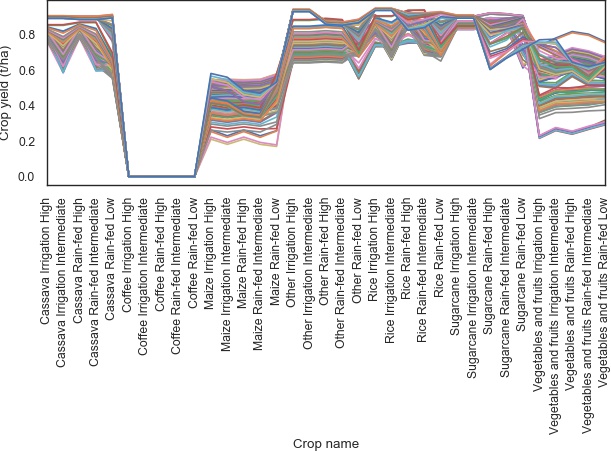 Crop yield (t/ha)
0.8
0.6
0.4
0.2
0.0
Cassava Irrigation High
Cassava Irrigation Intermediate
Cassava Rain-fed High
Cassava Rain-fed Intermediate
Cassava Rain-fed Low
Coffee Irrigation High
Coffee Irrigation Intermediate
Coffee Rain-fed High
Coffee Rain-fed Intermediate
Coffee Rain-fed Low
Maize Irrigation High
Maize Irrigation Intermediate
Maize Rain-fed High
Maize Rain-fed Intermediate
Maize Rain-fed Low
Other Irrigation High
Other Irrigation Intermediate
Other Rain-fed High
Other Rain-fed Intermediate
Other Rain-fed Low
Rice Irrigation High
Rice Irrigation Intermediate
Rice Rain-fed High
Rice Rain-fed Intermediate
Rice Rain-fed Low
Sugarcane Irrigation High
Sugarcane Irrigation Intermediate
Sugarcane Rain-fed High
Sugarcane Rain-fed Intermediate
Sugarcane Rain-fed Low
Vegetables and fruits Irrigation High
Vegetables and fruits Irrigation Intermediate
Vegetables and fruits Rain-fed High
Vegetables and fruits Rain-fed Intermediate
Vegetables and fruits Rain-fed Low
Crop name